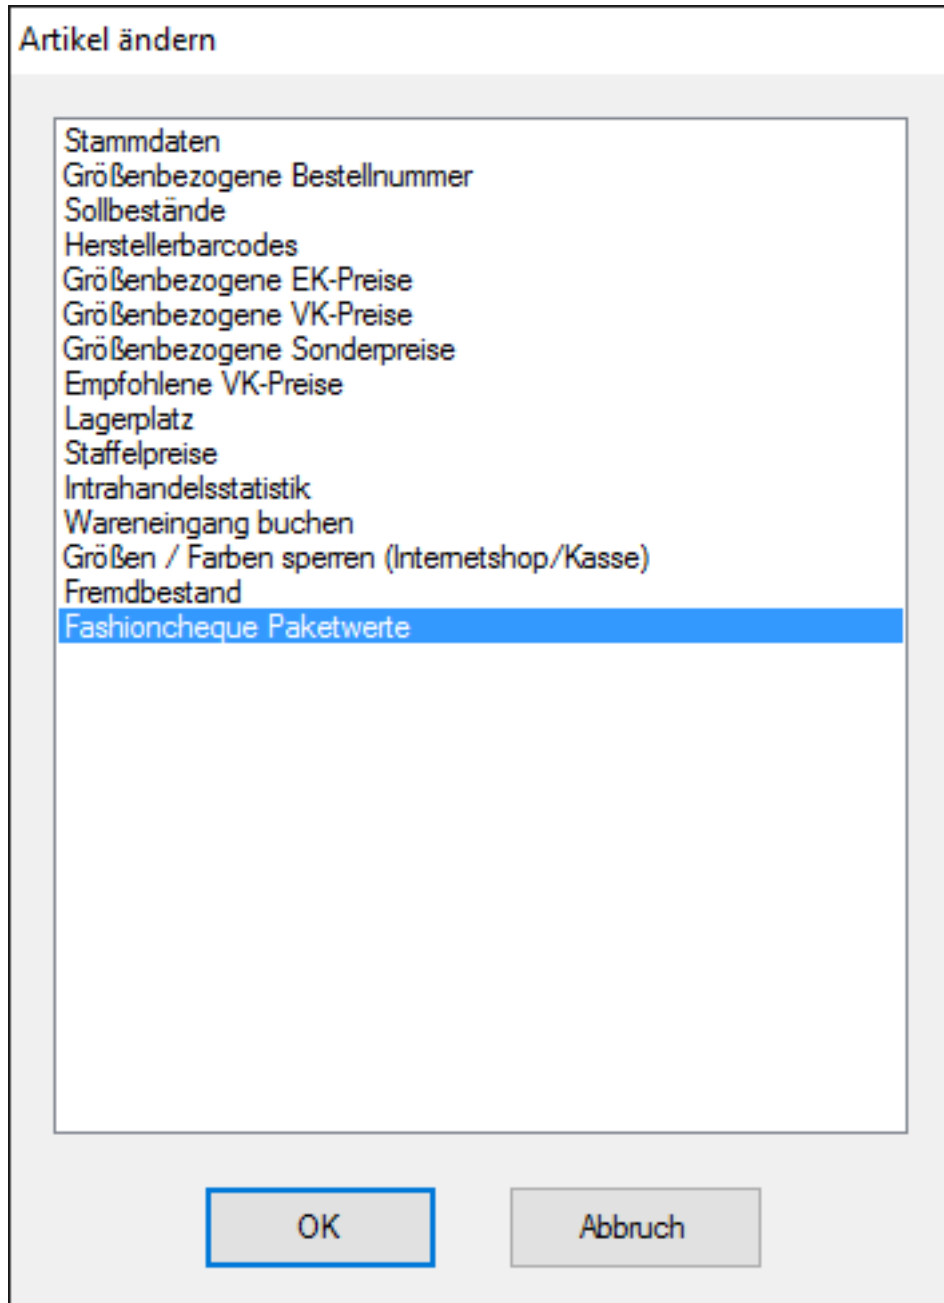 Artikel ändern
Stammdaten
Größenbezogene Bestellnummer
Sollbestände
Herstellerbarcodes
Größenbezogene EK-Preise
Größenbezogene VK-Preise
Größenbezogene Sonderpreise
Empfohlene VK-Preise
Lagerplatz
Staffelpreise
Intrahandelsstatistik
Wareneingang buchen
Größen / Farben sperren (Internetshop/Kasse)
Fremdbestand
Fashioncheque Paketwerte
OK
Abbruch